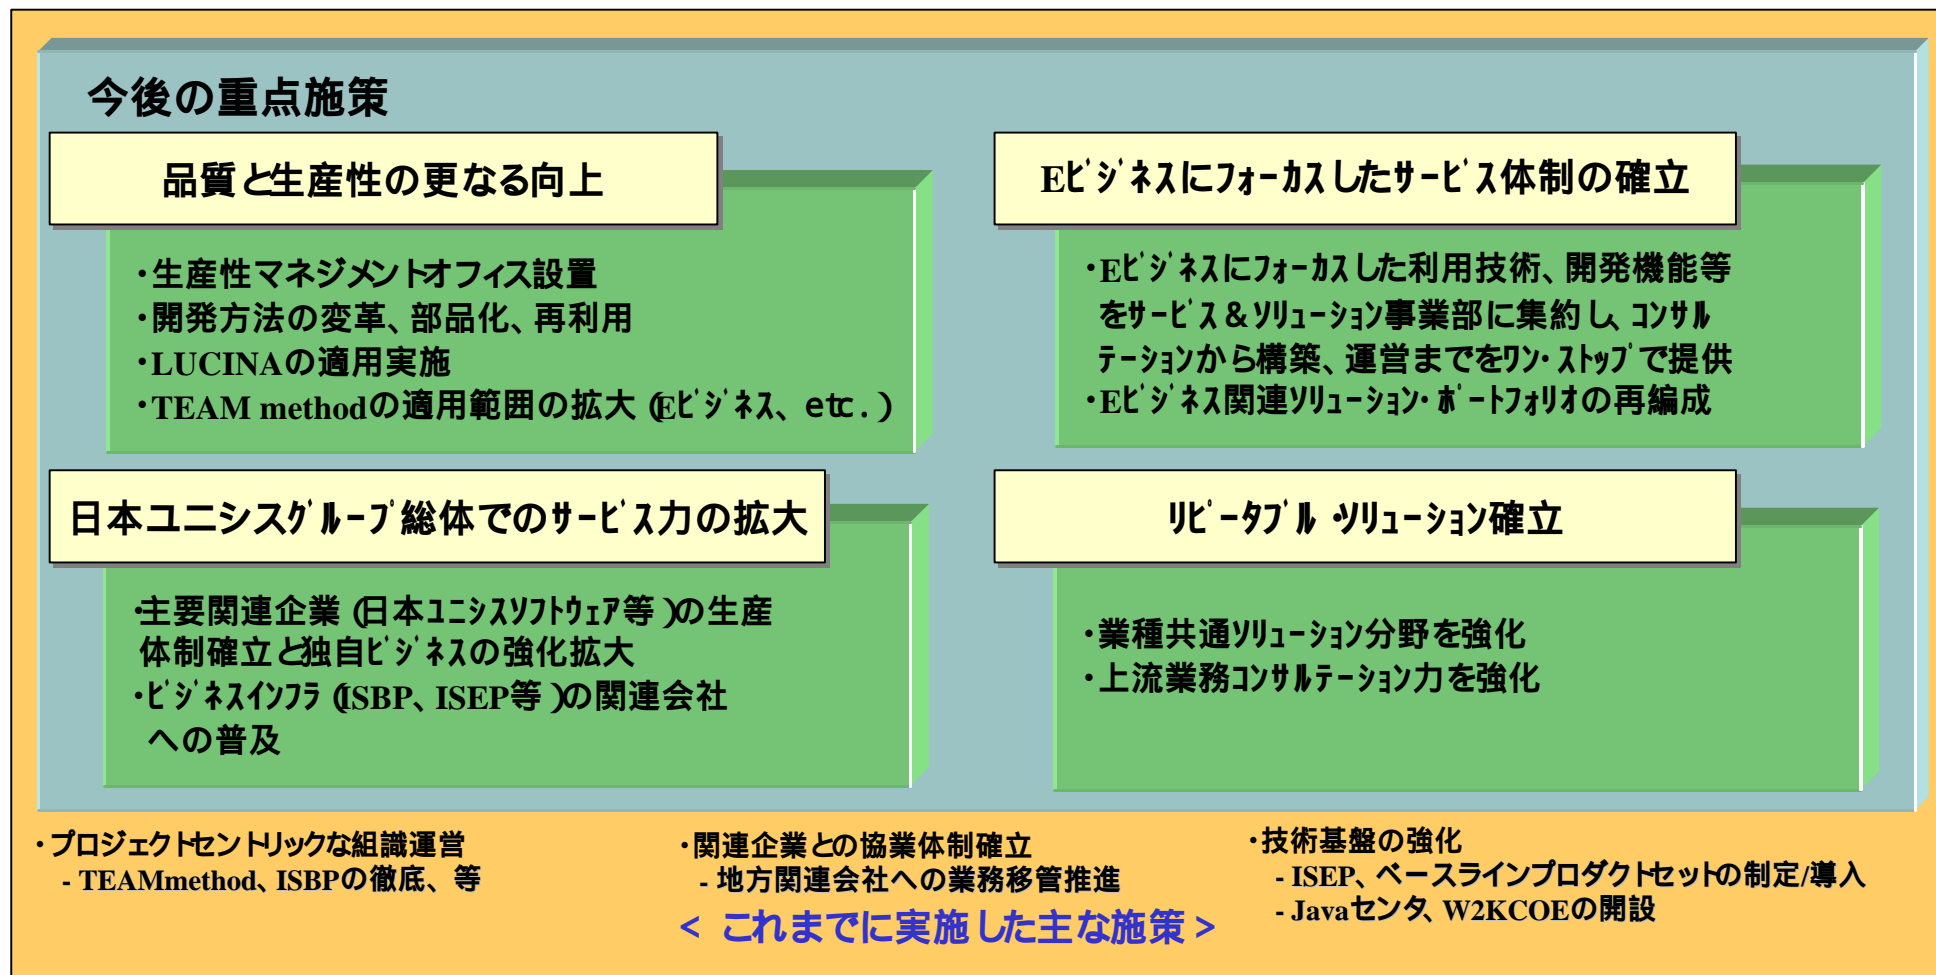 今後の重点施策
品質と生産性の更なる向上
・生産性マネジメントオフィス設置
・開発方法の変革、部品化、再利用
・LUCINAの適用実施
・TEAM methodの適用範囲の拡大（Eﾋﾞｼﾞﾈｽ、etc.）
Eﾋﾞｼﾞﾈｽにﾌｫｰｶｽしたｻｰﾋﾞｽ体制の確立
・Eﾋﾞｼﾞﾈｽにﾌｫｰｶｽした利用技術、開発機能等
をｻｰﾋﾞｽ＆ｿﾘｭｰｼｮﾝ事業部に集約し、ｺﾝｻﾙ
ﾃｰｼｮﾝから構築、運営までをﾜﾝ・ｽﾄｯﾌﾟで提供
・Eﾋﾞｼﾞﾈｽ関連ｿﾘｭｰｼｮﾝ・ﾎﾟｰﾄﾌｫﾘｵの再編成
日本ユニシスｸﾞﾙｰﾌﾟ総体でのｻｰﾋﾞｽ力の拡大
・主要関連企業（日本ﾕﾆｼｽｿﾌﾄｳｪｱ等）の生産
体制確立と独自ﾋﾞｼﾞﾈｽの強化拡大
・ﾋﾞｼﾞﾈｽｲﾝﾌﾗ（ISBP、ISEP等）の関連会社
への普及
ﾘﾋﾟｰﾀﾌﾞﾙ・ｿﾘｭｰｼｮﾝ確立
・業種共通ｿﾘｭｰｼｮﾝ分野を強化
・上流業務ｺﾝｻﾙﾃｰｼｮﾝ力を強化
・プロジェクトセントリックな組識運営
- TEAMmethod、ISBPの徹底、等
・関連企業との協業体制確立
- 地方関連会社への業務移管推進
・技術基盤の強化
- ISEP、ベースラインプロダクトセットの制定/導入
- Javaセンタ、W2KCOEの開設
< これまでに実施した主な施策 >